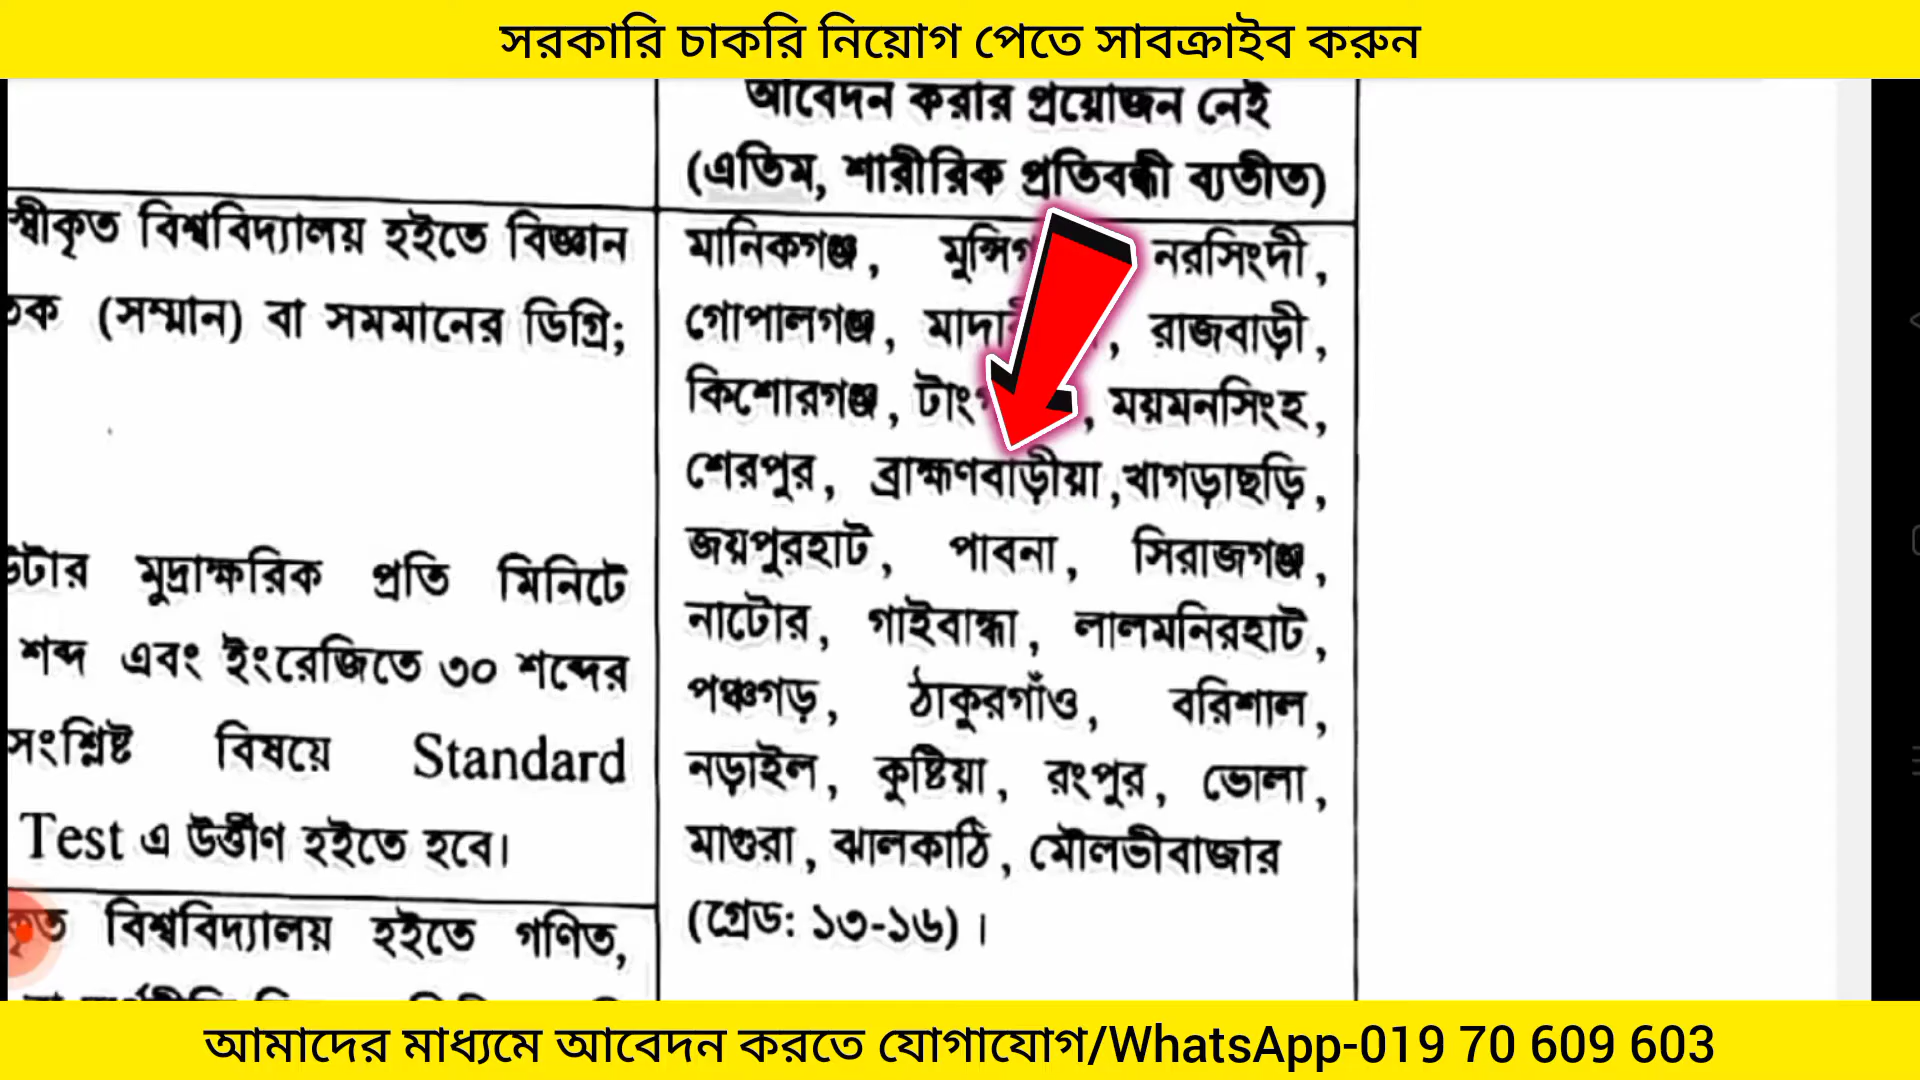 সরকারি চাকরি নিয়োগ পেতে সাবক্রাইব করুন
আবেদন করার প্রয়োজন নেই
(এতিম, শারীরিক প্রতিবন্ধী ব্যতীত)
স্বীকৃত বিশ্ববিদ্যালয় হইতে বিজ্ঞান
(সম্মান) বা সমমানের ডিগ্রি;
মুদ্রাক্ষরিক প্রতি মিনিটে
শব্দ এবং ইংরেজিতে ৩০ শব্দের
সংশ্লিষ্ট বিষয়ে Standard
Test এ উর্ত্তীণ হইতে হবে।
বিশ্ববিদ্যালয় হইতে গণিত,
মানিকগঞ্জ, নরসিংদী,
গোপালগঞ্জ, রাজবাড়ী,
কিশোরগঞ্জ, ময়মনসিংহ,
শেরপুর, ব্রাহ্মণবাড়ীয়া,খাগড়াছড়ি,
জয়পুরহাট, পাবনা, সিরাজগঞ্জ,
নাটোর, গাইবান্ধা, লালমনিরহাট,
পঞ্চগড়, ঠাকুরগাঁও, বরিশাল,
নড়াইল, কুষ্টিয়া, রংপুর, ভোলা,
মাগুরা, ঝালকাঠি, মৌলভীবাজার
(গ্রেড: ১৩-১৬)।
আমাদের মাধ্যমে আবেদন করতে যোগাযোগ/WhatsApp-019 70 609 603